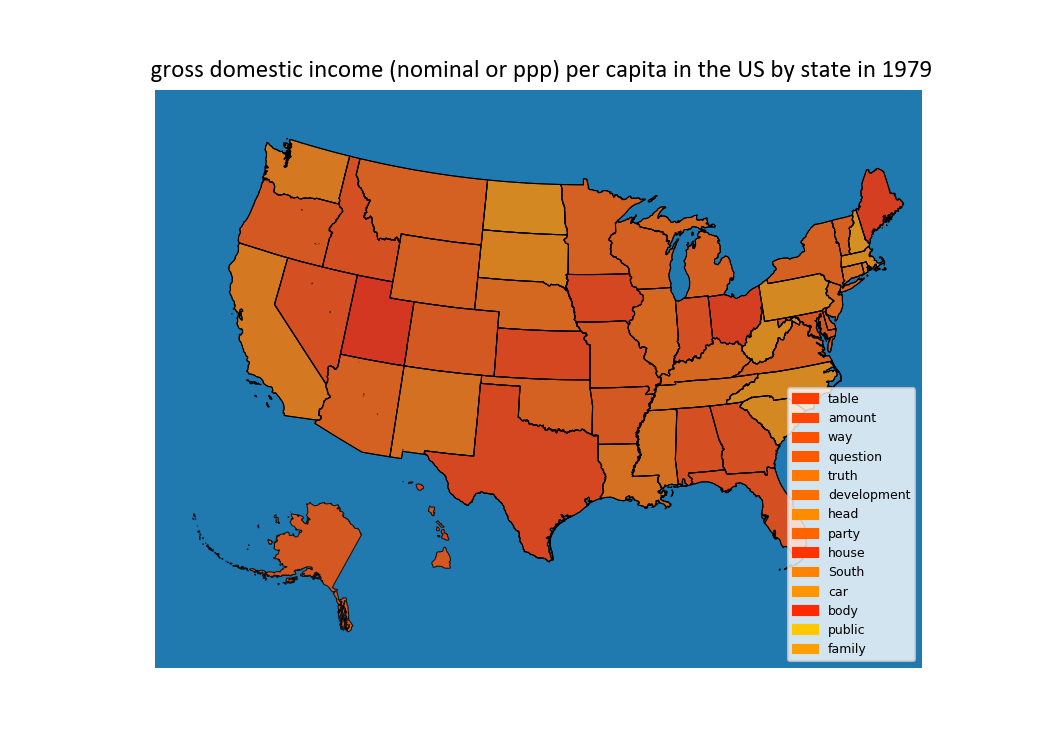 gross domestic income (nominal or ppp) per capita in the US by state in 1979
table
amount
way
question
truth
development
head
party
house
South
car
body
public
family